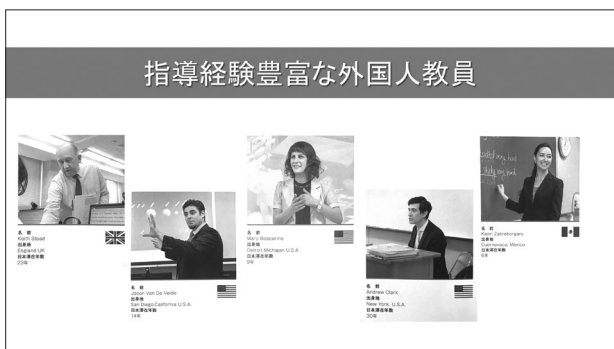 指導経験豊富な外国人教員
名 前
Keith Stead
出身地
England UK
日本滞在年数
23年
名 前
Jason Van De Velde
出身地
San Diego,California U.S.A.
日本滞在年数
14年
名 前
Mary
出身地
Detroit Michigan U.S.A.
日本滞在年数
9年
名 前
Andrew Clark
出身地
New York, U.S.A.
日本滞在年数
30年
名 前
Kaori
出身地
Cuernavaca, Mexico
日本滞在年数
6年